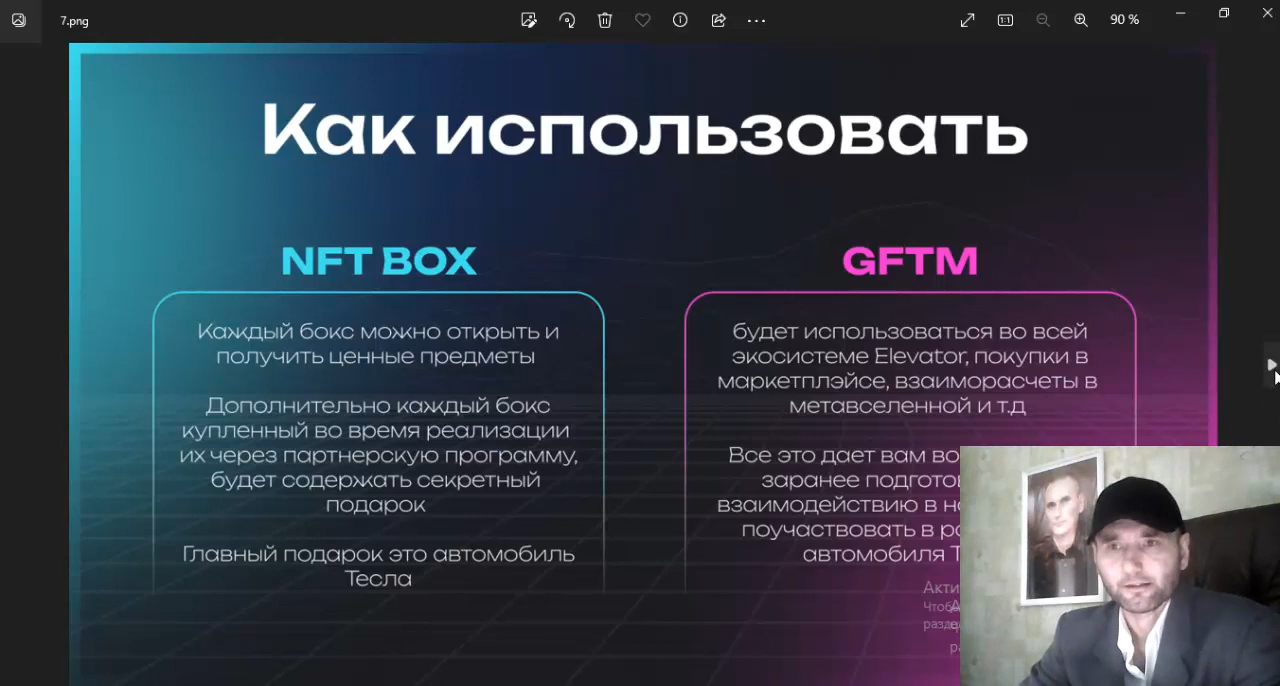 7.png
90 %
Как использовать
NFT BOX
Каждый бокс можно открыть и
получить ценные предметы
Дополнительно каждый бокс
купленный во время реализации
их через партнерскую программу,
будет содержать секретный
подарок
Главный подарок это автомобиль
Тесла
GFTM
будет использоваться во всей
экосистеме Elevator, покупки в
маркетплэйсе, взаиморасчеты в
метавселенной и т.д
Все это дает вам
заранее
взаимодействию в
поучаствовать в
автомобиля